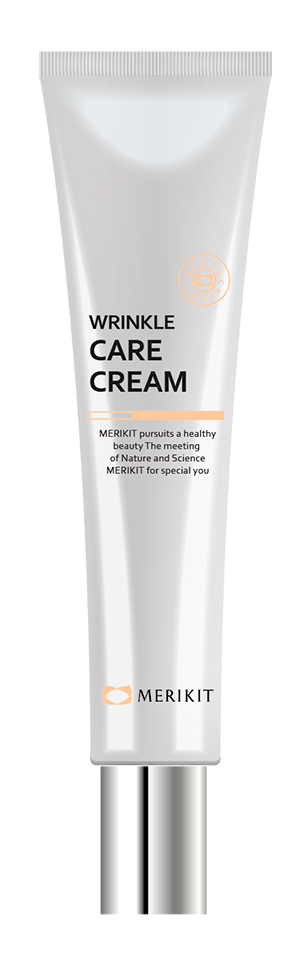 WRINKLE
CARE
CREAM
MERIKIT pursuits a healthy
beauty The meeting
of Nature and Science
MERIKIT for special you
MERIKIT